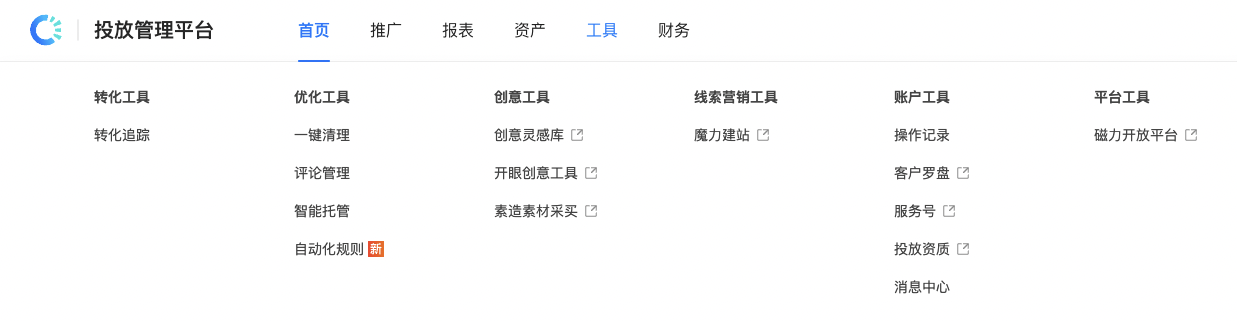 投放管理平台
首页 推广 报表 资产 工具 财务
转化工具 优化工具 创意工具 线索营销工具 账户工具 平台工具
转化追踪 一键清理 创意灵感库 魔力建站 操作记录 磁力开放平台
评论管理 开眼创意工具 客户罗盘
智能托管 素造素材采买 服务号
自动化规则 新 投放资质
消息中心